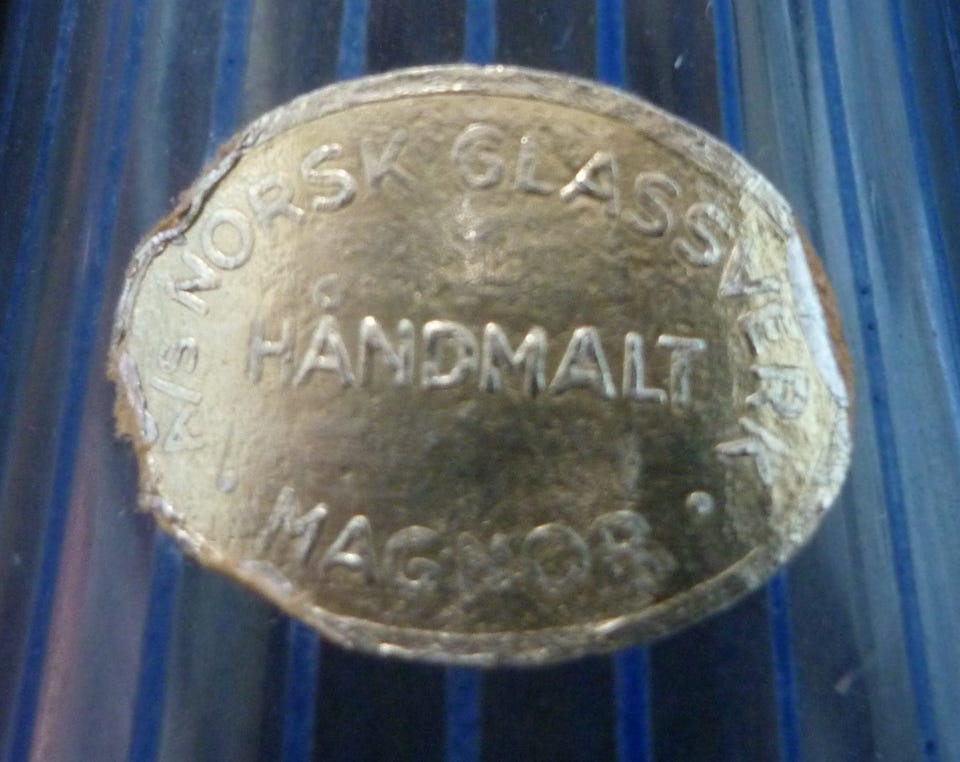 A/S NORSK GLASSVERK
HÅNDMALT
· MAGNOR ·